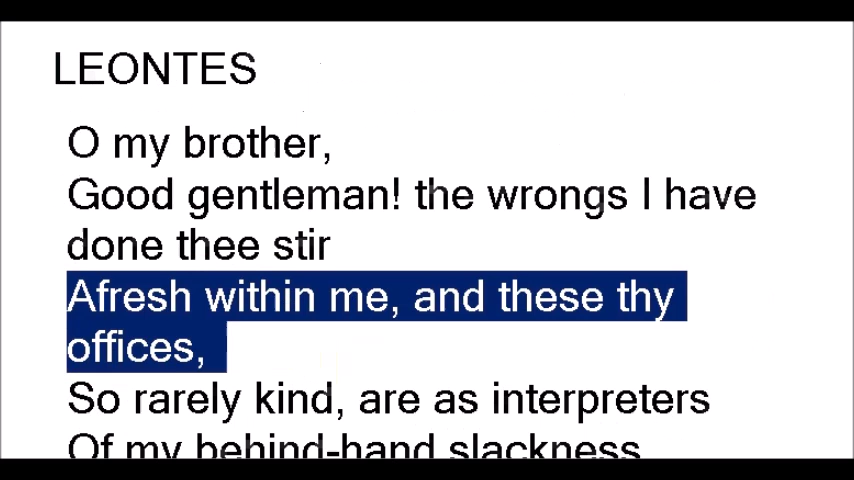 LEONTES
O my brother,
Good gentleman! the wrongs I have
done thee stir
Afresh within me, and these thy
offices,
So rarely kind, are as interpreters
Of my behind-hand slackness